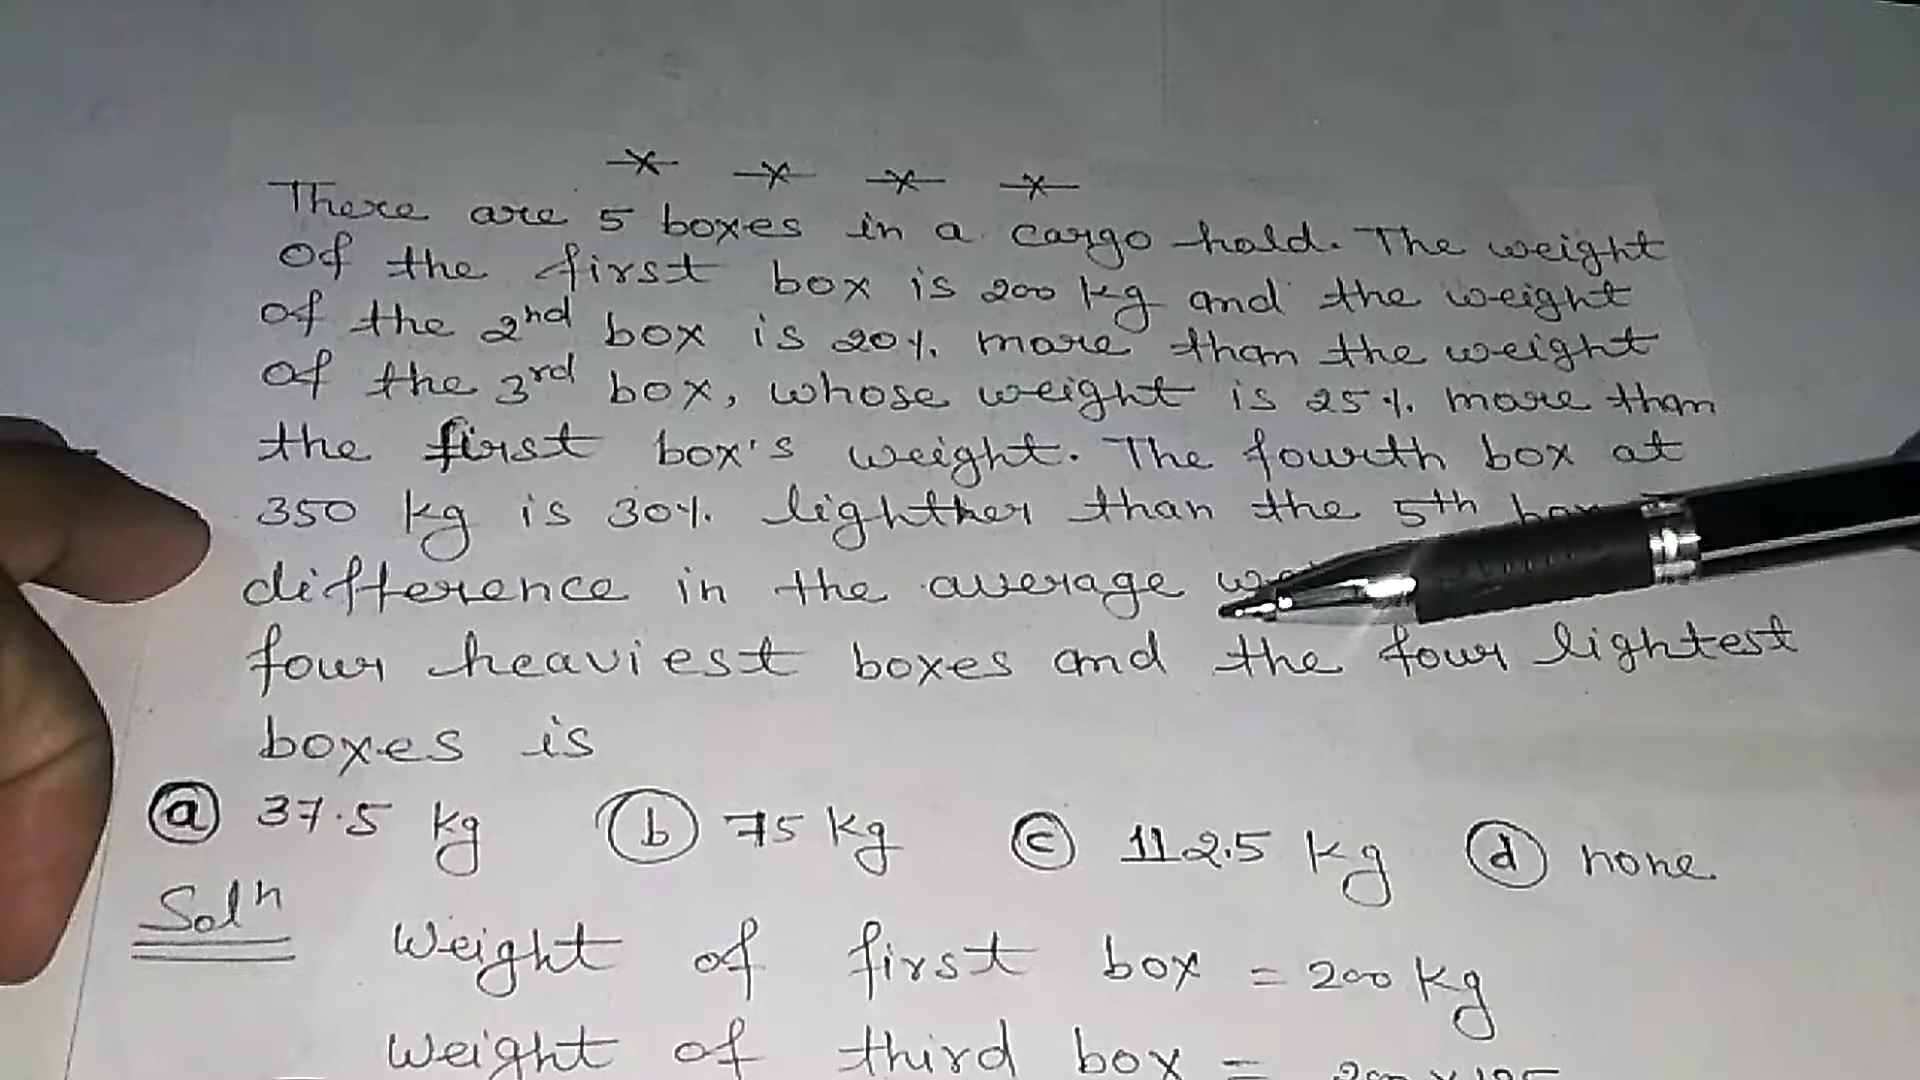 There are 5 boxes in a cargo hold. The weight
of the first box is 200 kg and the weight
of the 2nd box is 20% more than the weight
of the 3rd box, whose weight is 25% more than
the first box's weight. The fourth box at
350 kg is 30% lighther than the 5th
difference in the average
four heaviest boxes and the four lightest
boxes is
(a) 37.5 kg (b) 75 kg (c) 112.5 kg (d) none
Solⁿ
Weight of first box = 200 kg
Weight of third box =